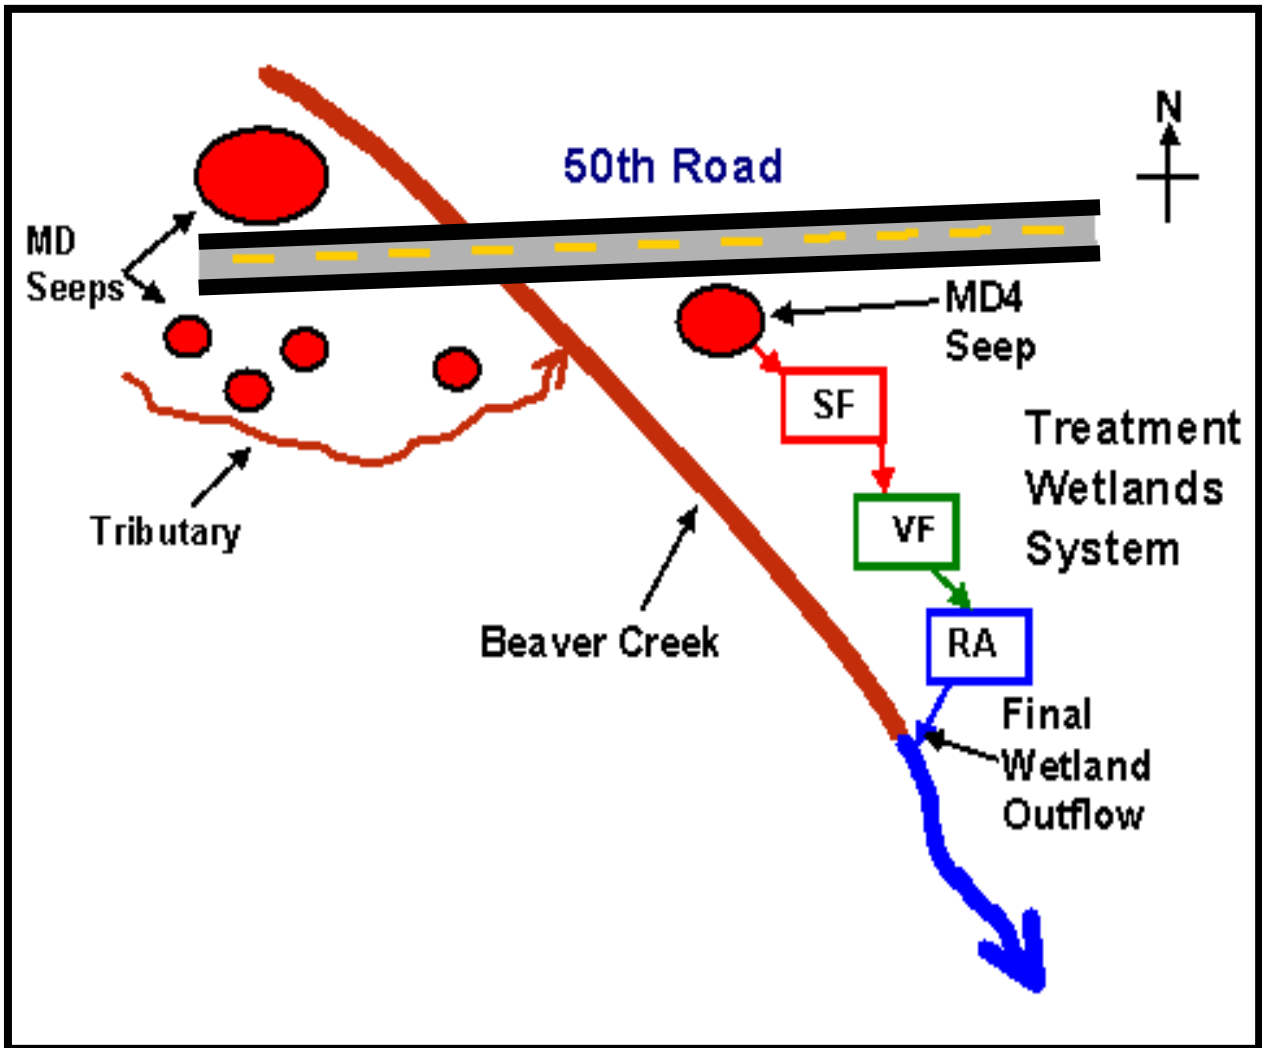 N
50th Road
MD
Seeps
MD4
Seep
SF
Treatment
Wetlands
System
VF
Tributary
Beaver Creek
RA
Final
Wetland
Outflow